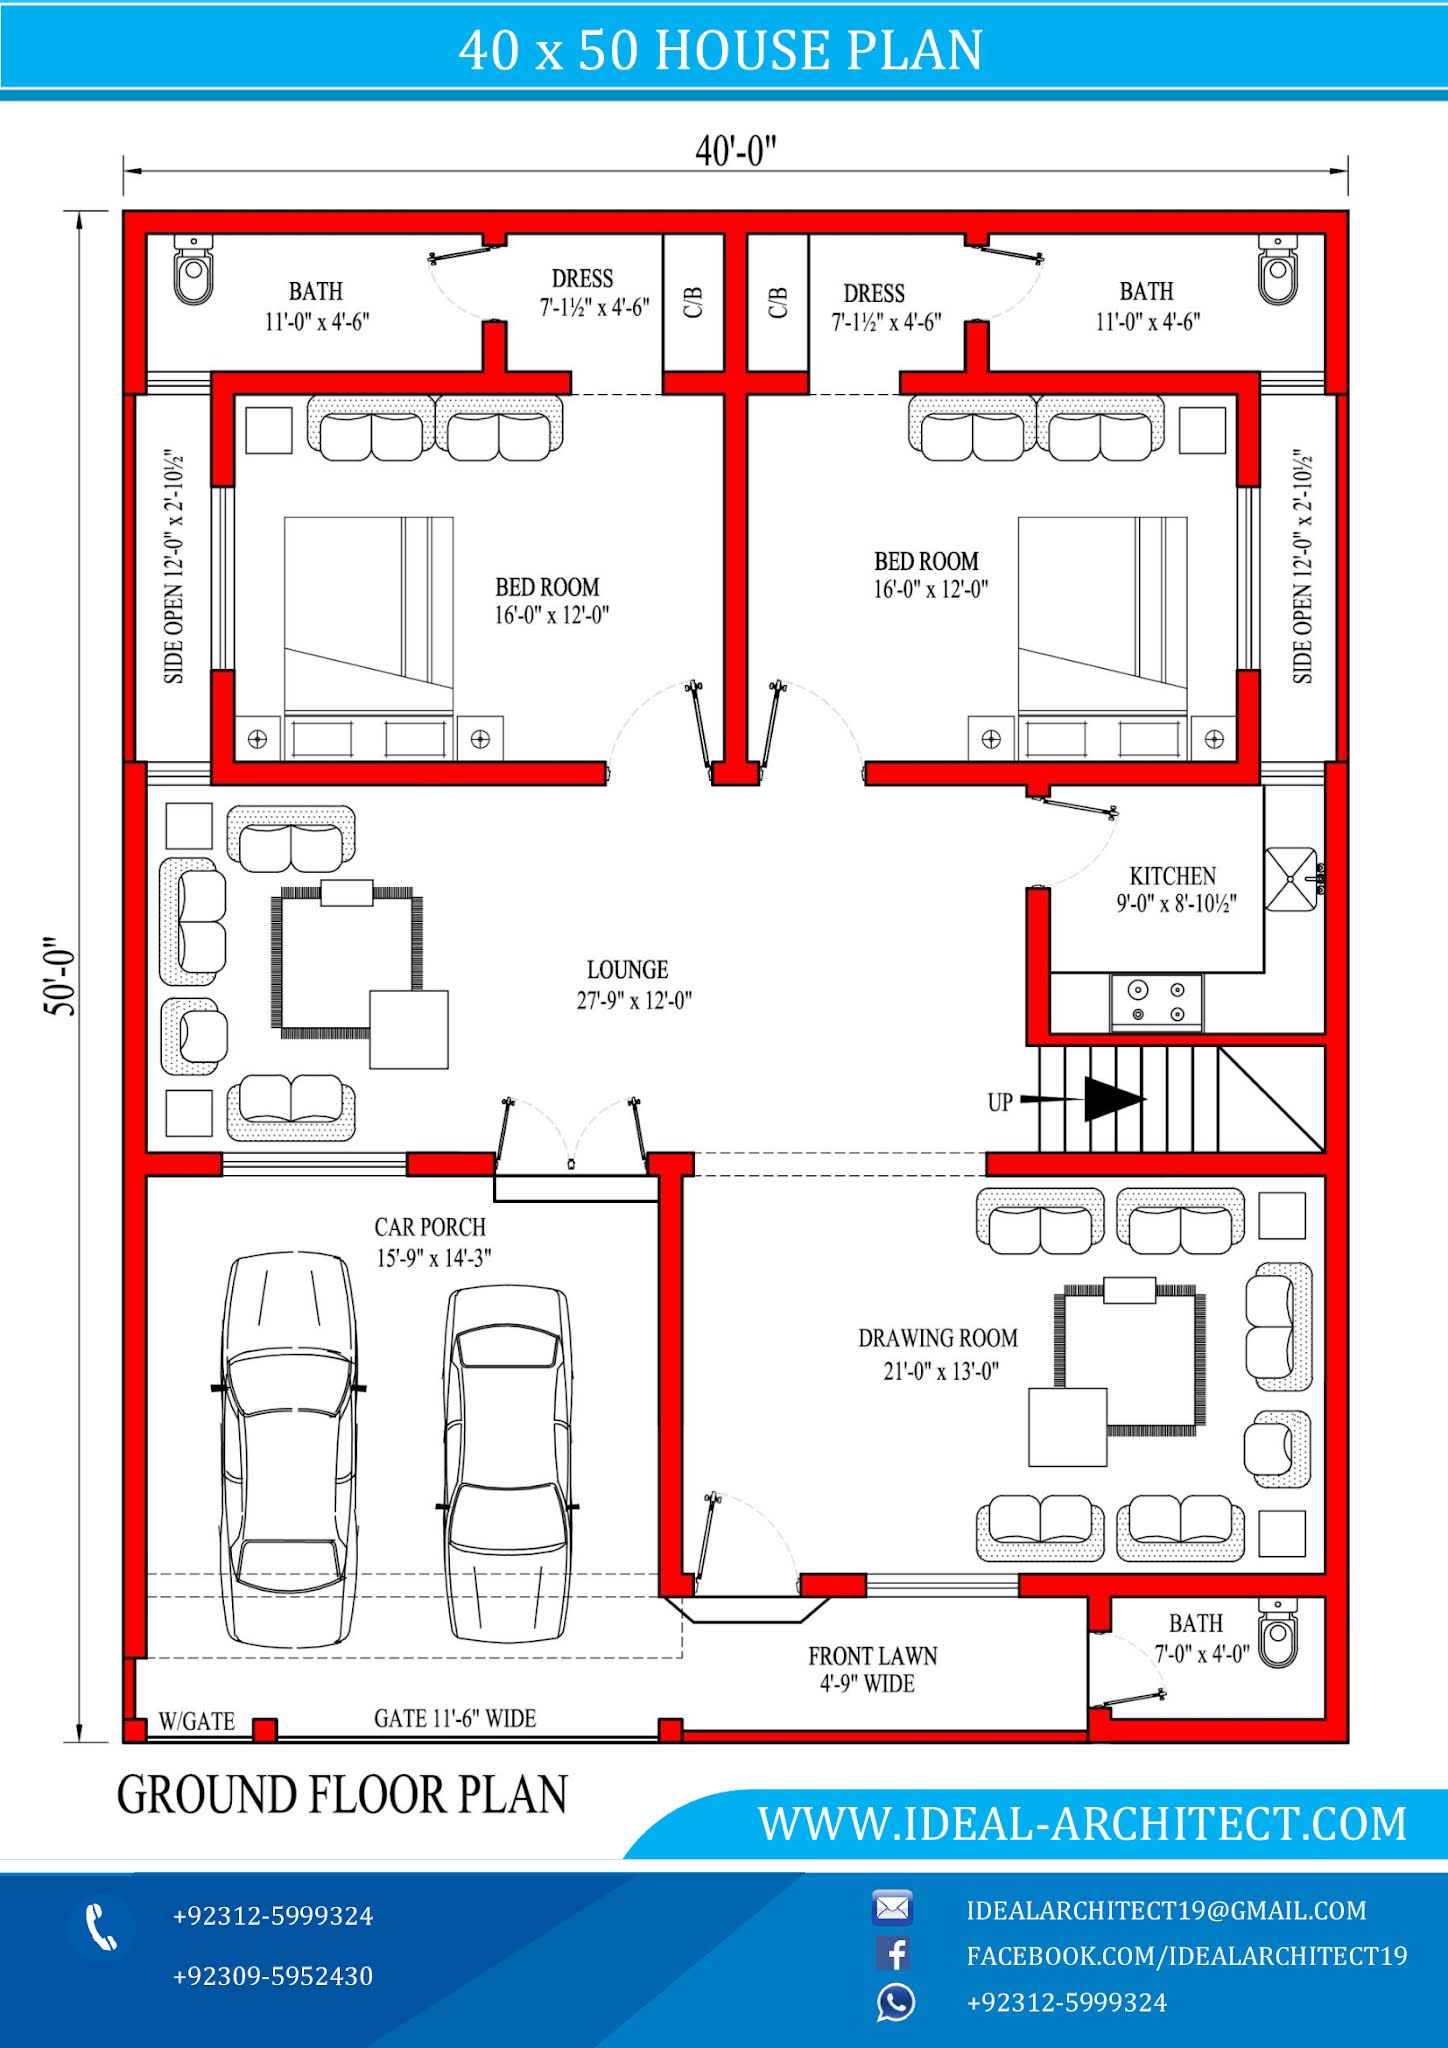 40 x 50 HOUSE PLAN
40'-0"
50'-0"
BATH
11'-0" x 4'-6"
DRESS
7'-1½" x 4'-6"
C/B
C/B
DRESS
7'-1½" x 4'-6"
BATH
11'-0" x 4'-6"
SIDE OPEN 12'-0" x 2'-10½"
BED ROOM
16'-0" x 12'-0"
BED ROOM
16'-0" x 12'-0"
SIDE OPEN 12'-0" x 2'-10½"
KITCHEN
9'-0" x 8'-10½"
LOUNGE
27'-9" x 12'-0"
UP
CAR PORCH
15'-9" x 14'-3"
DRAWING ROOM
21'-0" x 13'-0"
BATH
7'-0" x 4'-0"
FRONT LAWN
4'-9" WIDE
W/GATE
GATE 11'-6" WIDE
GROUND FLOOR PLAN
WWW.IDEAL-ARCHITECT.COM
+92312-5999324
+92309-5952430
IDEALARCHITECT19@GMAIL.COM
FACEBOOK.COM/IDEALARCHITECT19
+92312-5999324